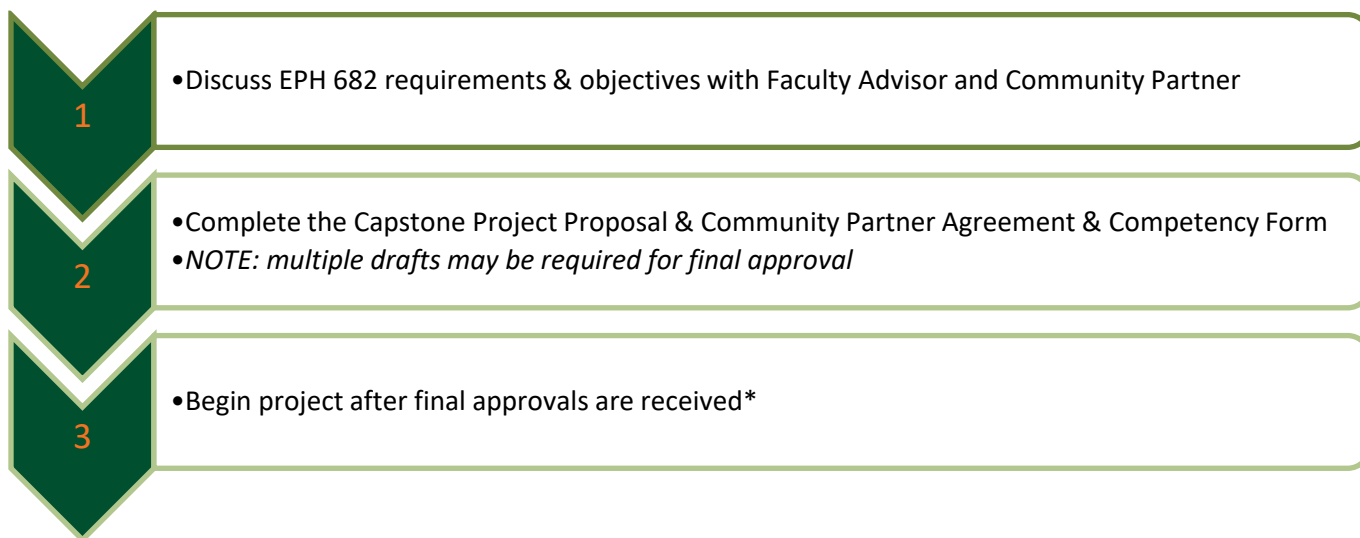 1
•Discuss EPH 682 requirements & objectives with Faculty Advisor and Community Partner
2
•Complete the Capstone Project Proposal & Community Partner Agreement & Competency Form
•NOTE: multiple drafts may be required for final approval
3
•Begin project after final approvals are received*